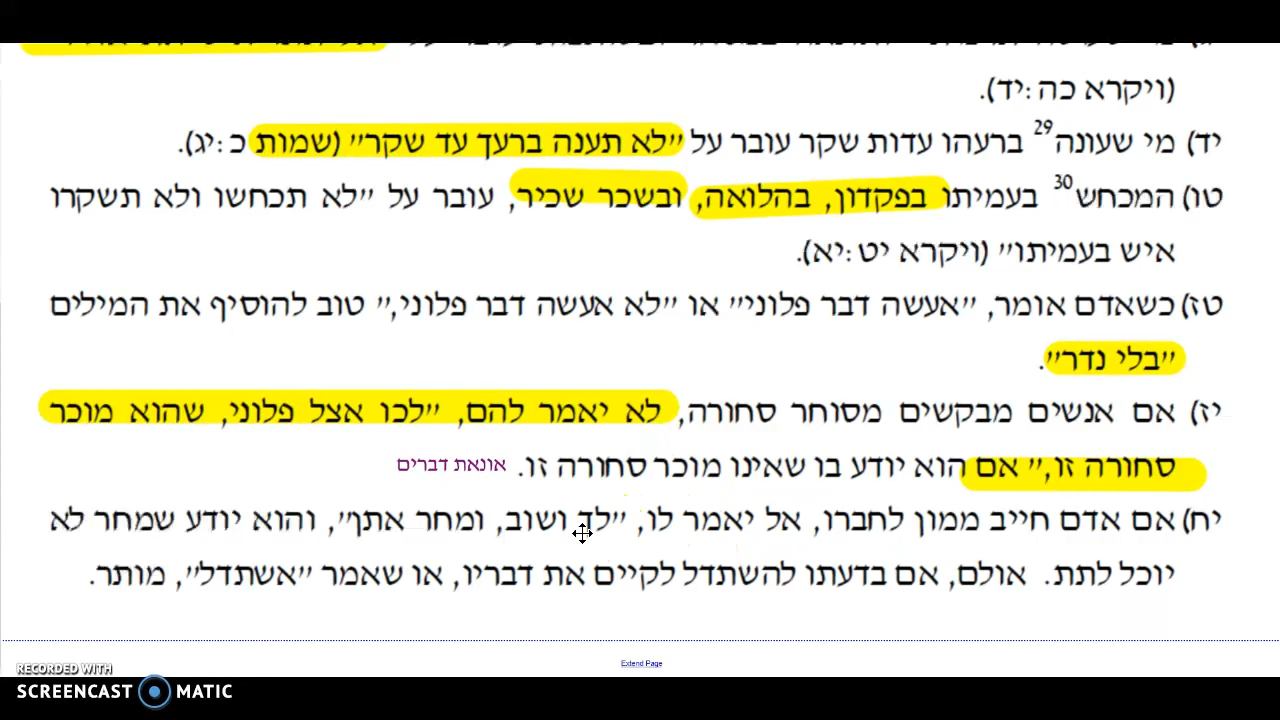 (ויקרא כה:יד).
יד) מי שעונה29 ברעהו עדות שקר עובר על "לא תענה ברעך עד שקר" (שמות כ:יג).
טו) המכחש30 בעמיתו בפקדון, בהלואה, ובשכר שכיר, עובר על "לא תכחשו ולא תשקרו
איש בעמיתו" (ויקרא יט:יא).
טז) כשאדם אומר, "אעשה דבר פלוני" או "לא אעשה דבר פלוני," טוב להוסיף את המילים
"בלי נדר".
יז) אם אנשים מבקשים מסוחר סחורה, לא יאמר להם, "לכו אצל פלוני, שהוא מוכר
סחורה זו," אם הוא יודע בו שאינו מוכר סחורה זו. אונאת דברים
יח) אם אדם חייב ממון לחברו, אל יאמר לו, "לך ושוב, ומחר אתן", והוא יודע שמחר לא
יוכל לתת. אולם, אם בדעתו להשתדל לקיים את דבריו, או שאמר "אשתדל", מותר.
Extend Page
RECORDED WITH
SCREENCAST MATIC